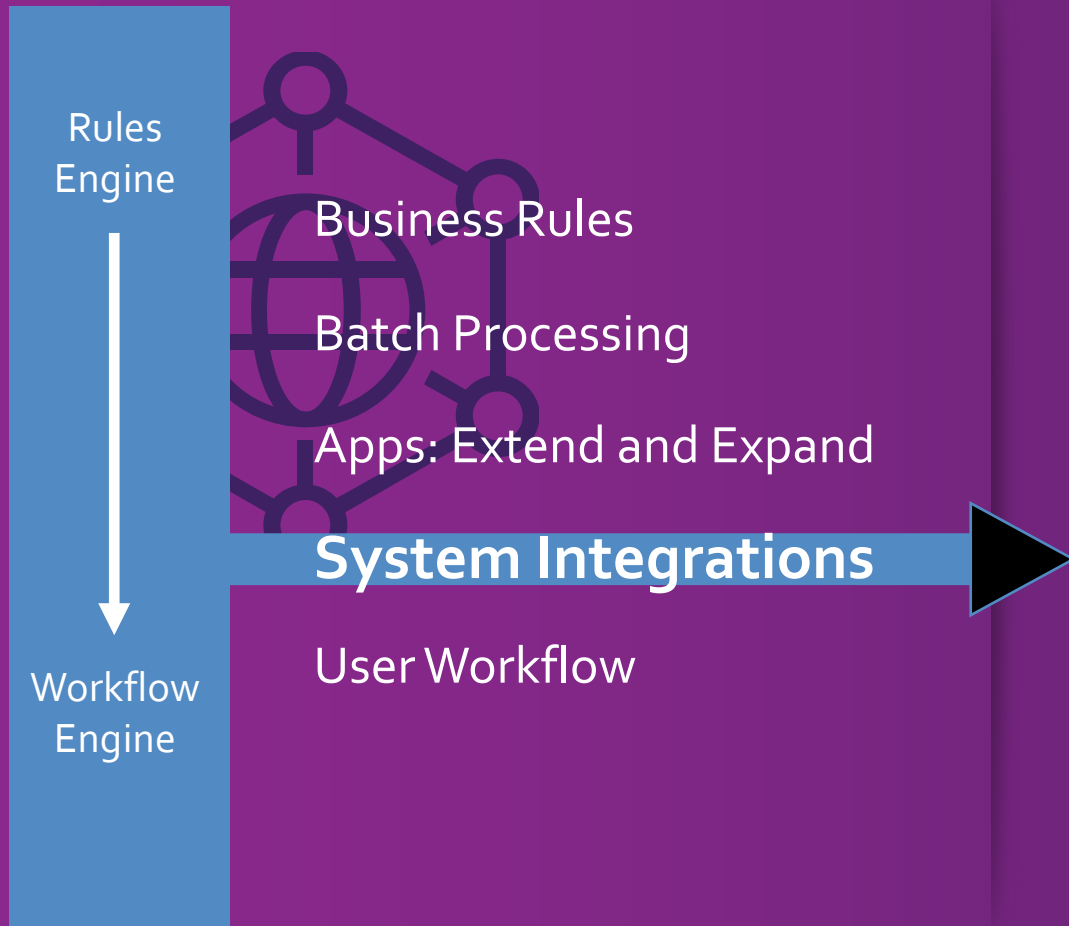 Rules
Engine
Workflow
Engine
Business Rules
Batch Processing
Apps: Extend and Expand
System Integrations
User Workflow